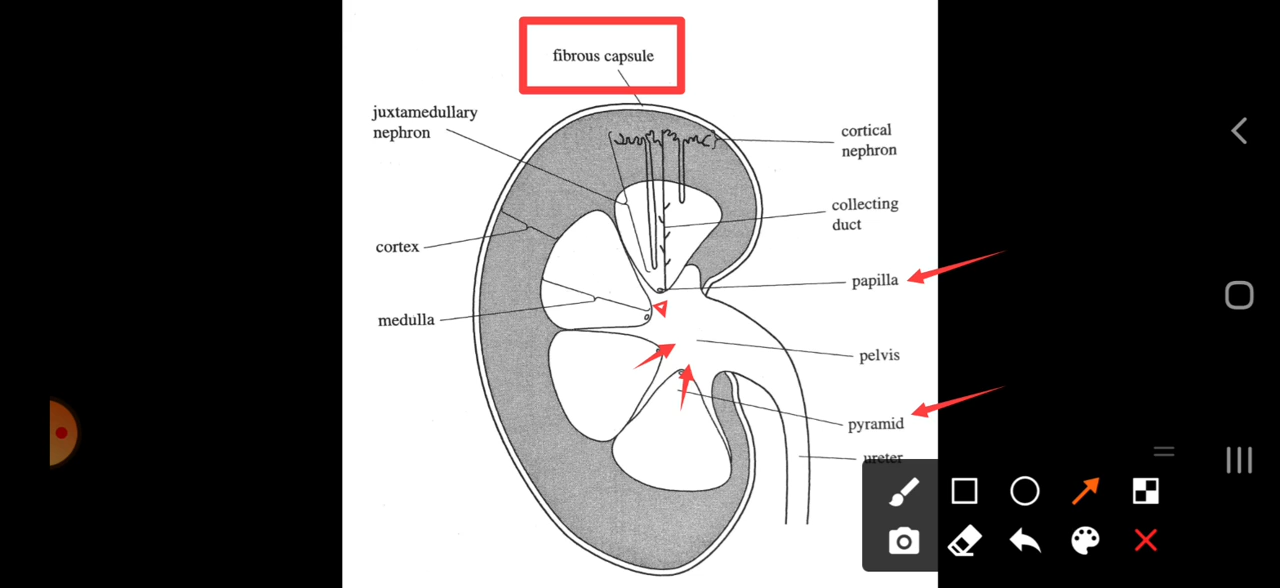 fibrous capsule
juxtamedullary
nephron
cortical
nephron
collecting
duct
cortex
papilla
medulla
pelvis
pyramid
ureter